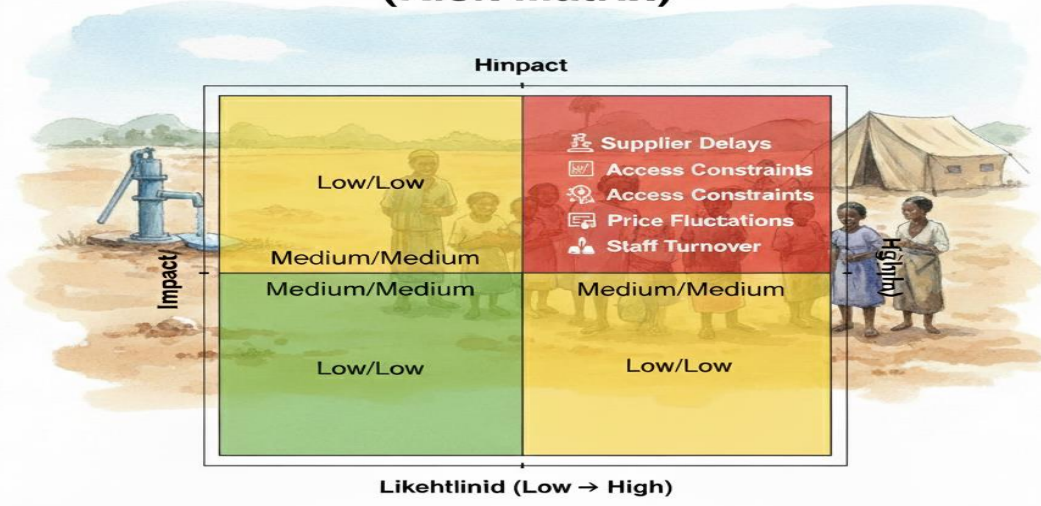 Hinpact
Low/Low
Medium/Medium
Supplier Delays
Access Constraints
Access Constraints
Price Fluctations
Staff Turnover
Impact/
Medium/Medium
Low/Low
Medium/Medium
Low/Low
Likehtlinid (Low → High)